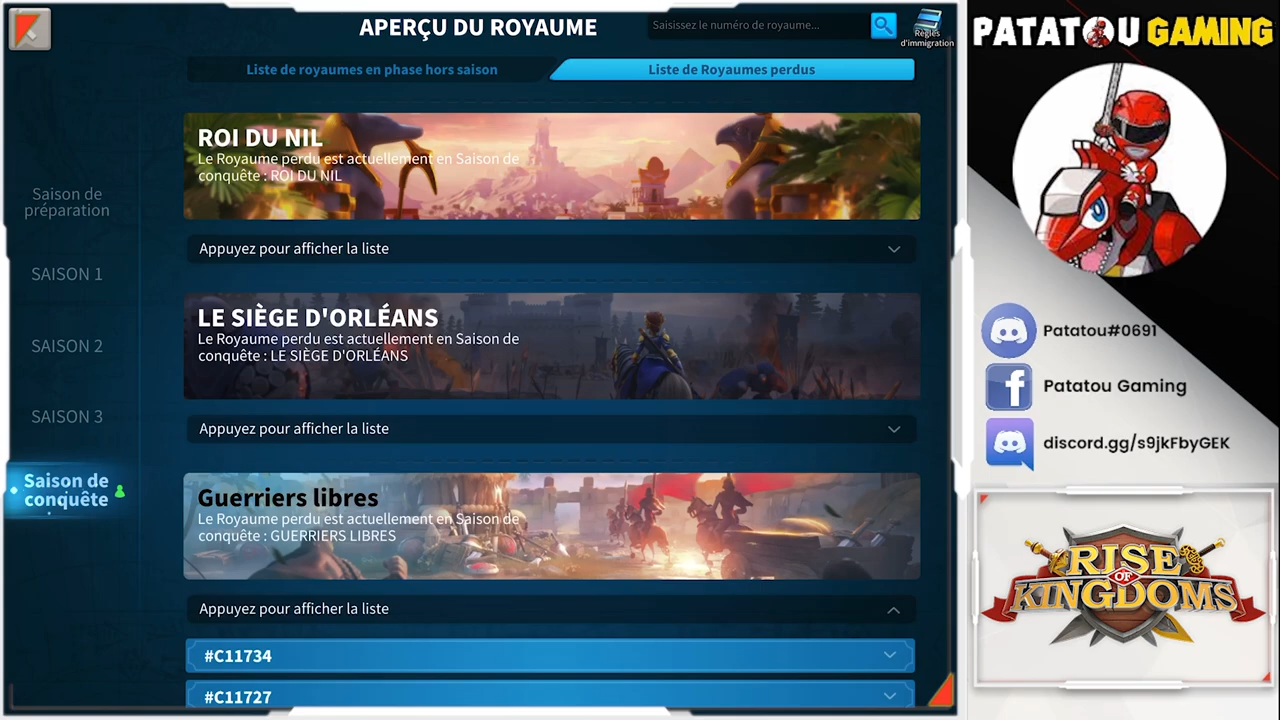 APERÇU DU ROYAUME
Saisissez le numéro de royaume...
Règles
d'immigration
Liste de royaumes en phase hors saison
Liste de Royaumes perdus
Saison de
préparation
SAISON 1
SAISON 2
SAISON 3
Saison de
conquête
ROI DU NIL
Le Royaume perdu est actuellement en Saison de
conquête : ROI DU NIL
Appuyez pour afficher la liste
LE SIÈGE D'ORLÉANS
Le Royaume perdu est actuellement en Saison de
conquête : LE SIÈGE D'ORLÉANS
Appuyez pour afficher la liste
Guerriers libres
Le Royaume perdu est actuellement en Saison de
conquête : GUERRIERS LIBRES
Appuyez pour afficher la liste
#C11734
#C11727
PATATOU GAMING
Patatou#0691
Patatou Gaming
discord.gg/s9jkFbyGEK
RISE
OF
KINGDOMS